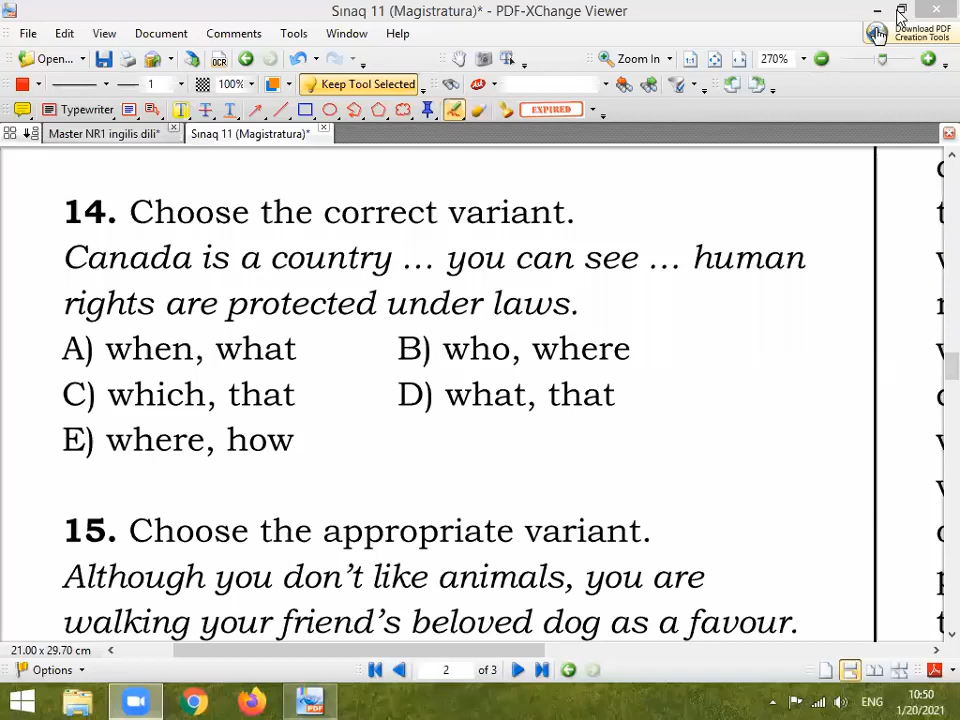 Sınaq 11 (Magistratura)* - PDF-XChange Viewer
File Edit View Document Comments Tools Window Help
Download PDF Creation Tools
Open... OCR Zoom In 270%
1 100% Keep Tool Selected
Typewriter EXPIRED
Master NR1 ingilis dili* Sınaq 11 (Magistratura)*
14. Choose the correct variant.
Canada is a country ... you can see ... human
rights are protected under laws.
A) when, what B) who, where
C) which, that D) what, that
E) where, how
15. Choose the appropriate variant.
Although you don't like animals, you are
walking your friend's beloved dog as a favour.
21.00 x 29.70 cm
Options 2 of 3
ENG 10:50
1/20/2021